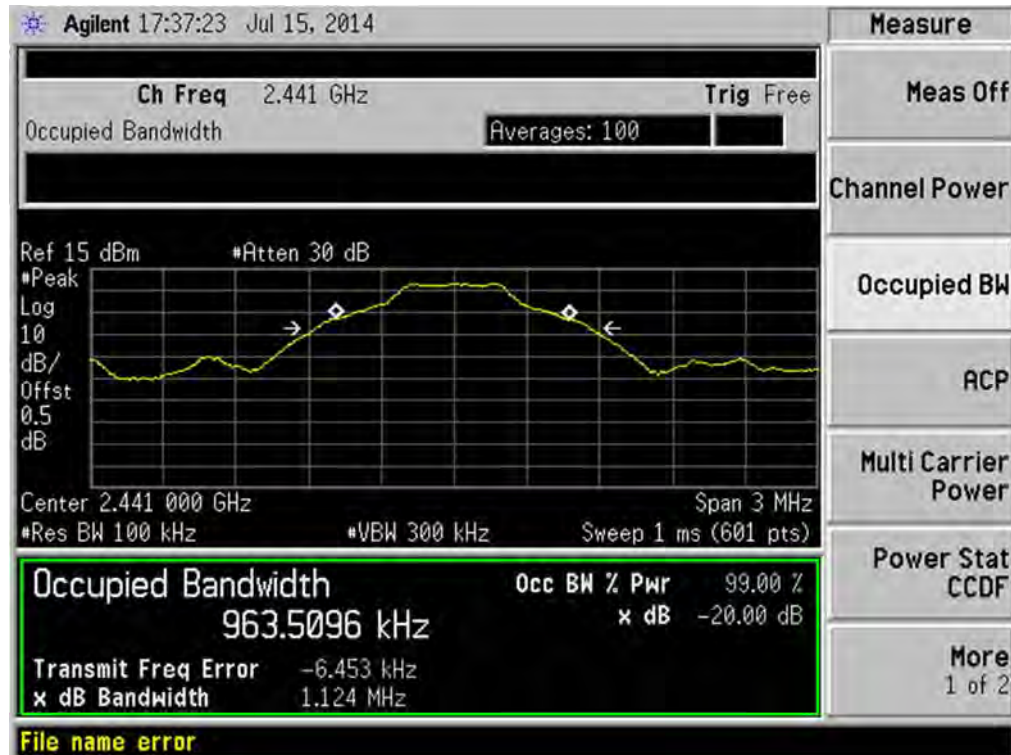 Agilent 17:37:23 Jul 15, 2014
Measure
Ch Freq 2.441 GHz
Trig Free
Occupied Bandwidth
Averages: 100
Meas Off
Channel Power
Occupied BW
ACP
Multi Carrier
Power
Power Stat
CCDF
More
1 of 2
Ref 15 dBm #Atten 30 dB
#Peak
Log
10
dB/
Offst
0.5
dB
Center 2.441 000 GHz Span 3 MHz
#Res BW 100 kHz #VBW 300 kHz Sweep 1 ms (601 pts)
Occupied Bandwidth
963.5096 kHz
Occ BW % Pwr 99.00 %
x dB -20.00 dB
Transmit Freq Error -6.453 kHz
x dB Bandwidth 1.124 MHz
File name error